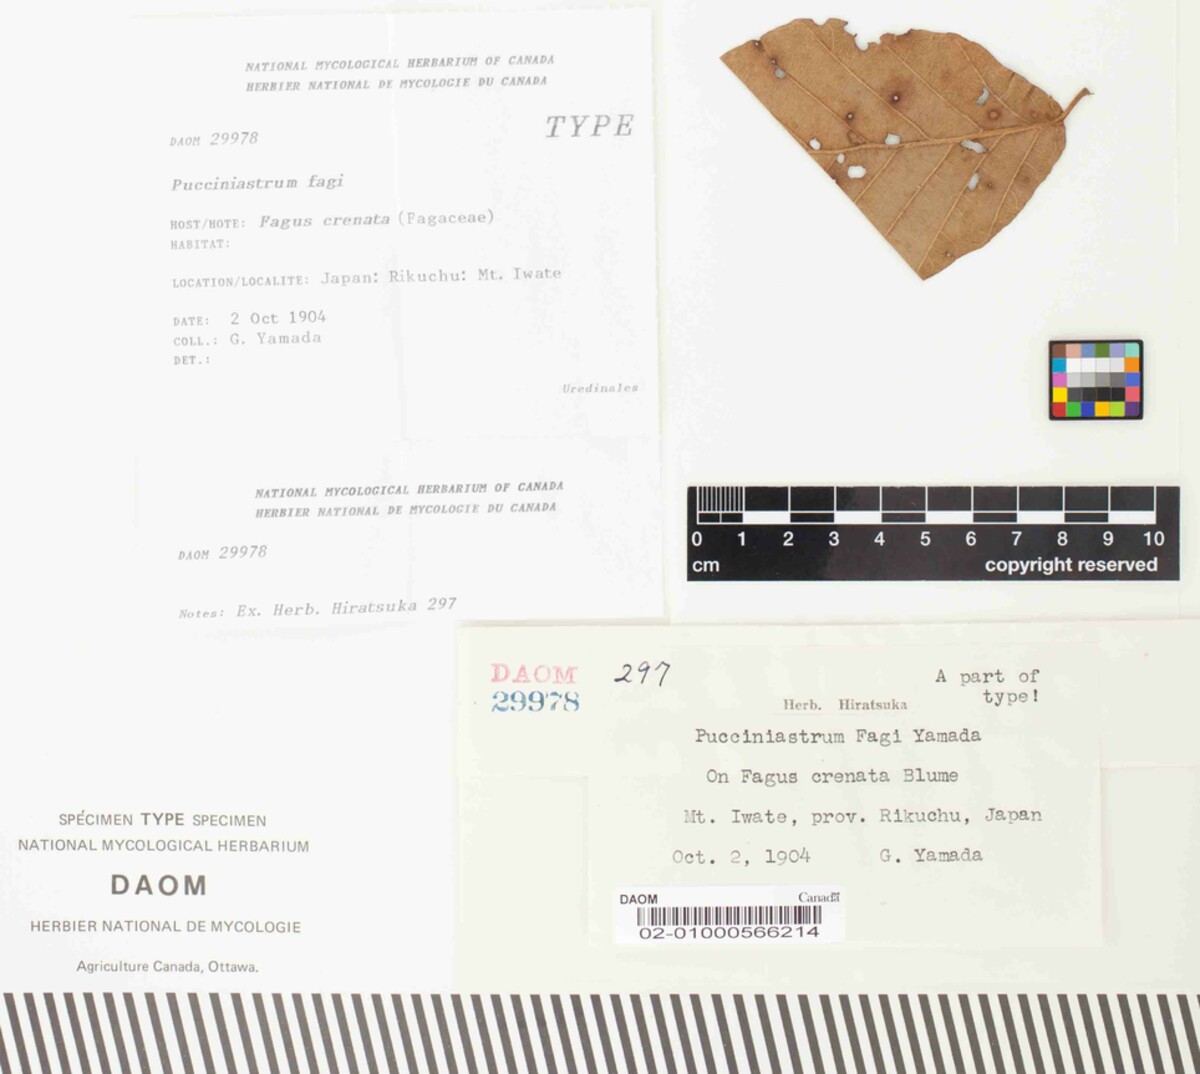 NATIONAL MYCOLOGICAL HERBARIUM OF CANADA
HERBIER NATIONAL DE MYCOLOGIE DU CANADA
TYPE
DAOM 29978
Pucciniastrum fagi
HOST/HOTE: Fagus crenata (Fagaceae)
HABITAT:
LOCATION/LOCALITE: Japan: Rikuchu: Mt. Iwate
DATE: 2 Oct 1904
COLL.: G. Yamada
DET.:
Uredinales
NATIONAL MYCOLOGICAL HERBARIUM OF CANADA
HERBIER NATIONAL DE MYCOLOGIE DU CANADA
DAOM 29978
Notes: Ex. Herb. Hiratsuka 297
0 1 2 3 4 5 6 7 8 9 10
cm copyright reserved
DAOM
29978
297
A part of
type!
Herb. Hiratsuka
Pucciniastrum Fagi Yamada
On Fagus crenata Blume
Mt. Iwate, prov. Rikuchu, Japan
Oct. 2, 1904 G. Yamada
DAOM Canada
02-01000566214
SPÉCIMEN TYPE SPECIMEN
NATIONAL MYCOLOGICAL HERBARIUM
DAOM
HERBIER NATIONAL DE MYCOLOGIE
Agriculture Canada, Ottawa.